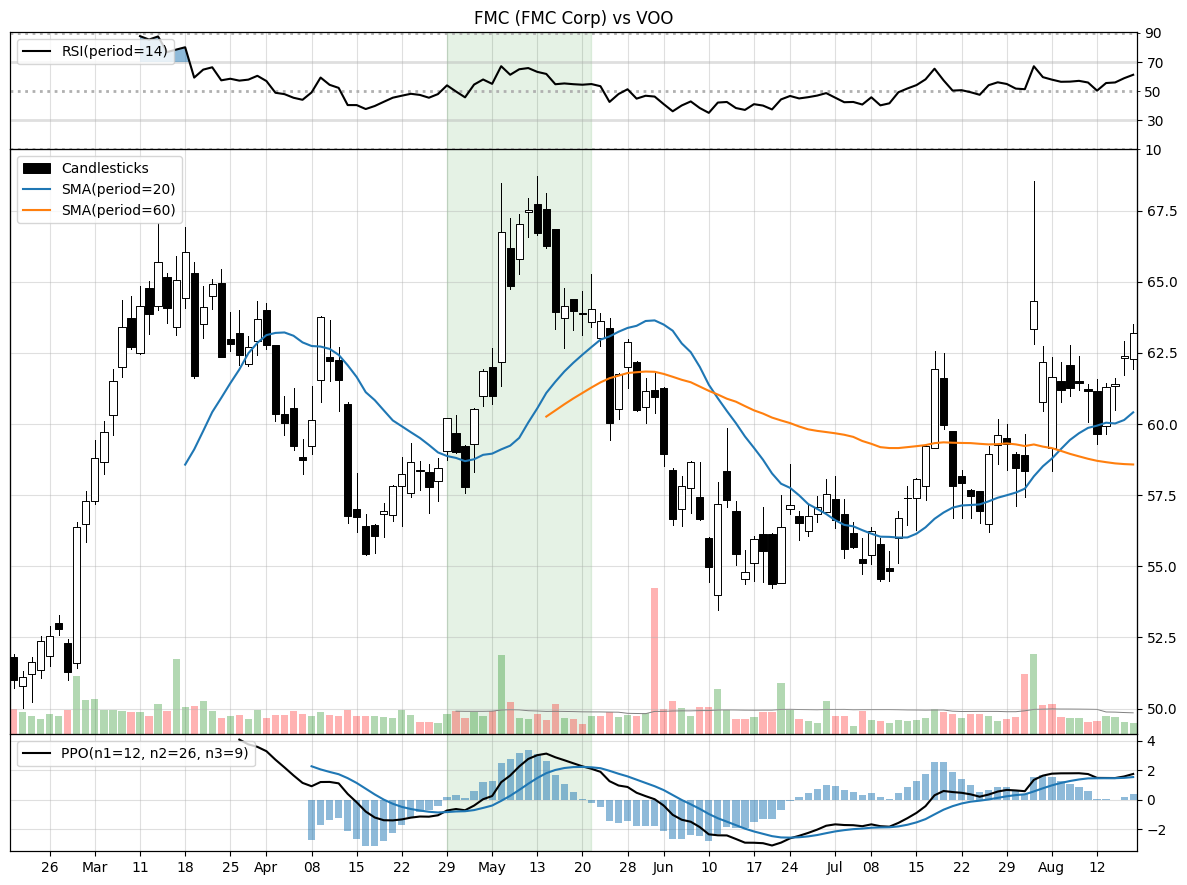 FMC (FMC Corp) vs VOO
RSI(period=14)
90
70
50
30
10
Candlesticks
SMA(period=20)
SMA(period=60)
67.5
65.0
62.5
60.0
57.5
55.0
52.5
50.0
PPO(n1=12, n2=26, n3=9)
4
2
0
−2
26 Mar 11 18 25 Apr 08 15 22 29 May 13 20 28 Jun 10 17 24 Jul 08 15 22 29 Aug 12